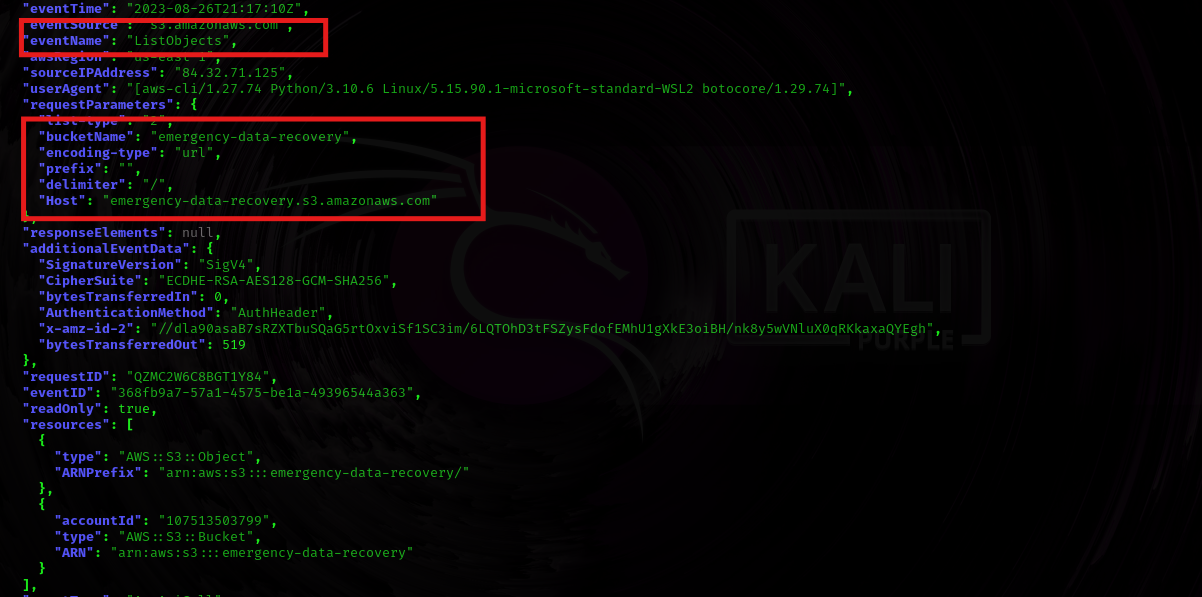 "eventTime": "2023-08-26T21:17:10Z",
"eventSource": "s3.amazonaws.com",
"eventName": "ListObjects",
"awsRegion": "us-east-1",
"sourceIPAddress": "84.32.71.125",
"userAgent": "[aws-cli/1.27.74 Python/3.10.6 Linux/5.15.90.1-microsoft-standard-WSL2 botocore/1.29.74]",
"requestParameters": {
"list-type": "2",
"bucketName": "emergency-data-recovery",
"encoding-type": "url",
"prefix": "",
"delimiter": "/",
"Host": "emergency-data-recovery.s3.amazonaws.com"
},
"responseElements": null,
"additionalEventData": {
"SignatureVersion": "SigV4",
"CipherSuite": "ECDHE-RSA-AES128-GCM-SHA256",
"bytesTransferredIn": 0,
"AuthenticationMethod": "AuthHeader",
"x-amz-id-2": "//dla90asaB7sRZXTbuSQaG5rtOxviSf1SC3im/6LQTOhD3tFSZysFdofEMhU1gXkE3oiBH/nk8y5wVNluX0qRKkaxaQYEgh",
"bytesTransferredOut": 519
},
"requestID": "QZMC2W6C8BGT1Y84",
"eventID": "368fb9a7-57a1-4575-be1a-49396544a363",
"readOnly": true,
"resources": [
{
"type": "AWS::S3::Object",
"ARNPrefix": "arn:aws:s3:::emergency-data-recovery/"
},
{
"accountId": "107513503799",
"type": "AWS::S3::Bucket",
"ARN": "arn:aws:s3:::emergency-data-recovery"
}
],
KALI
PURPLE